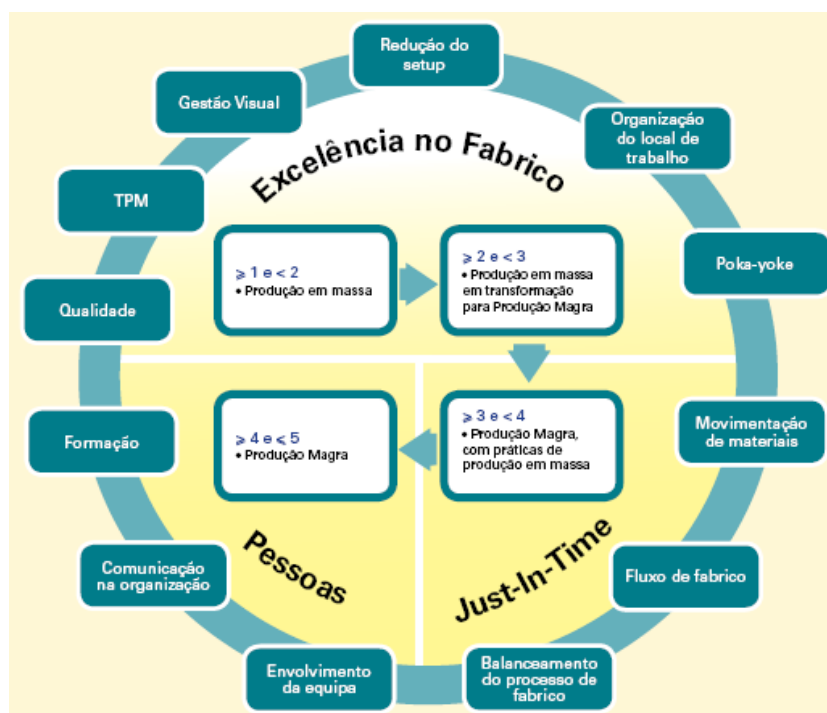 Redução do
setup
Gestão Visual
Organização
do local de
trabalho
Excelência no Fabrico
TPM
Poka-yoke
⩾ 1 e < 2
• Produção em massa
⩾ 2 e < 3
• Produção em massa
em transformação
para Produção Magra
Qualidade
Formação
⩾ 4 e ⩽ 5
• Produção Magra
⩾ 3 e < 4
• Produção Magra,
com práticas de
produção em massa
Movimentação
de materiais
Comunicação
na organização
Pessoas
Just-In-Time
Fluxo de fabrico
Envolvimento
da equipa
Balanceamento
do processo de
fabrico